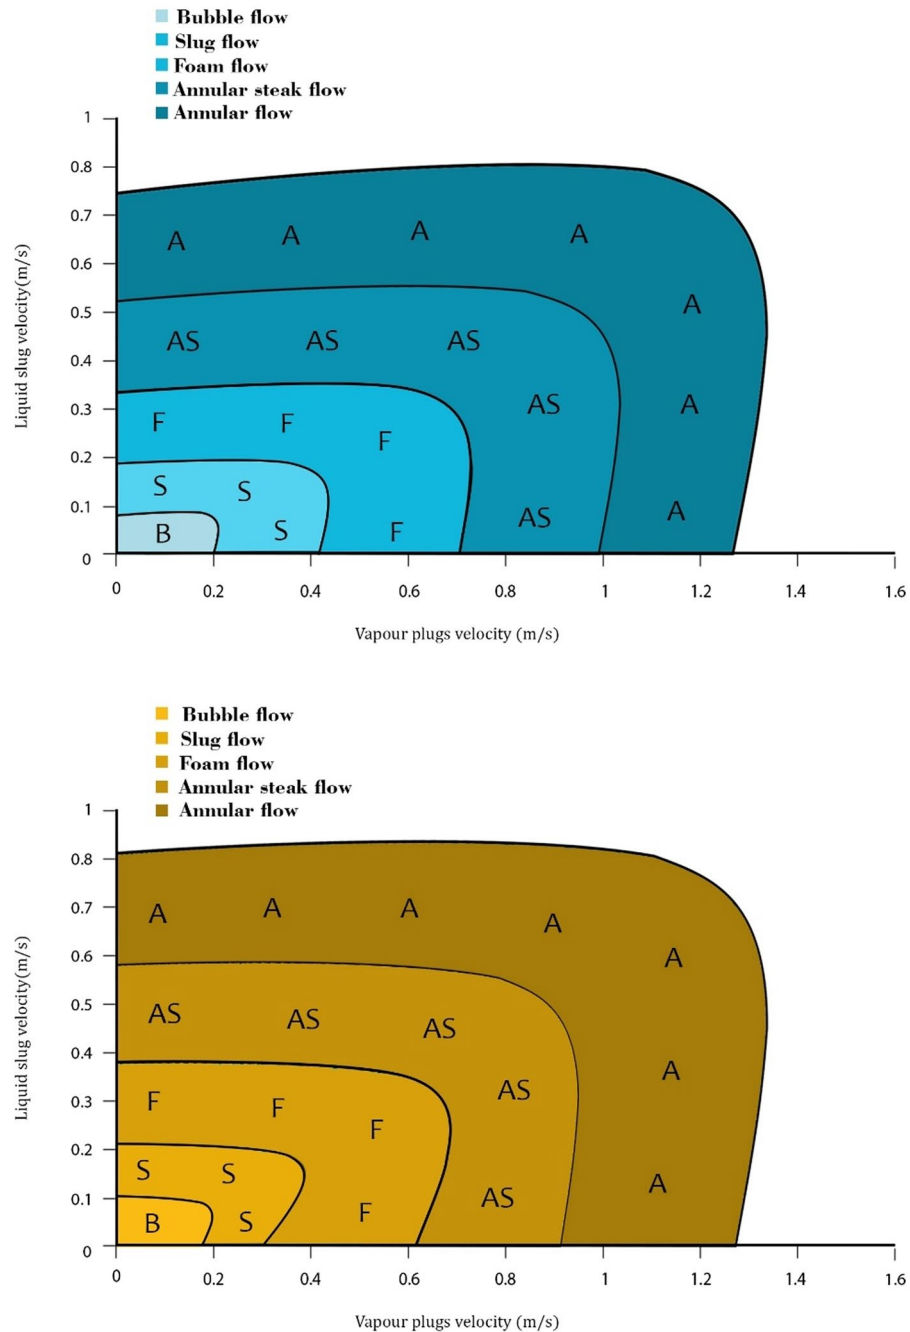 Bubble flow
Slug flow
Foam flow
Annular steak flow
Annular flow
1
0.8
0.7
A A A A
0.6
Liquid slug velocity(m/s)
0.5
A
AS AS AS
0.4
0.3
F F F AS A
0.2
S S
0.1
B S F AS A
0
0 0.2 0.4 0.6 0.8 1 1.2 1.4 1.6
Vapour plugs velocity (m/s)
Bubble flow
Slug flow
Foam flow
Annular steak flow
Annular flow
1
0.8
0.7
A A A A
0.6
A
Liquid slug velocity(m/s)
0.5
AS AS AS
0.4
A
0.3
F F F AS
0.2
S S
0.1
B S F AS A
0
0 0.2 0.4 0.6 0.8 1 1.2 1.4 1.6
Vapour plugs velocity (m/s)